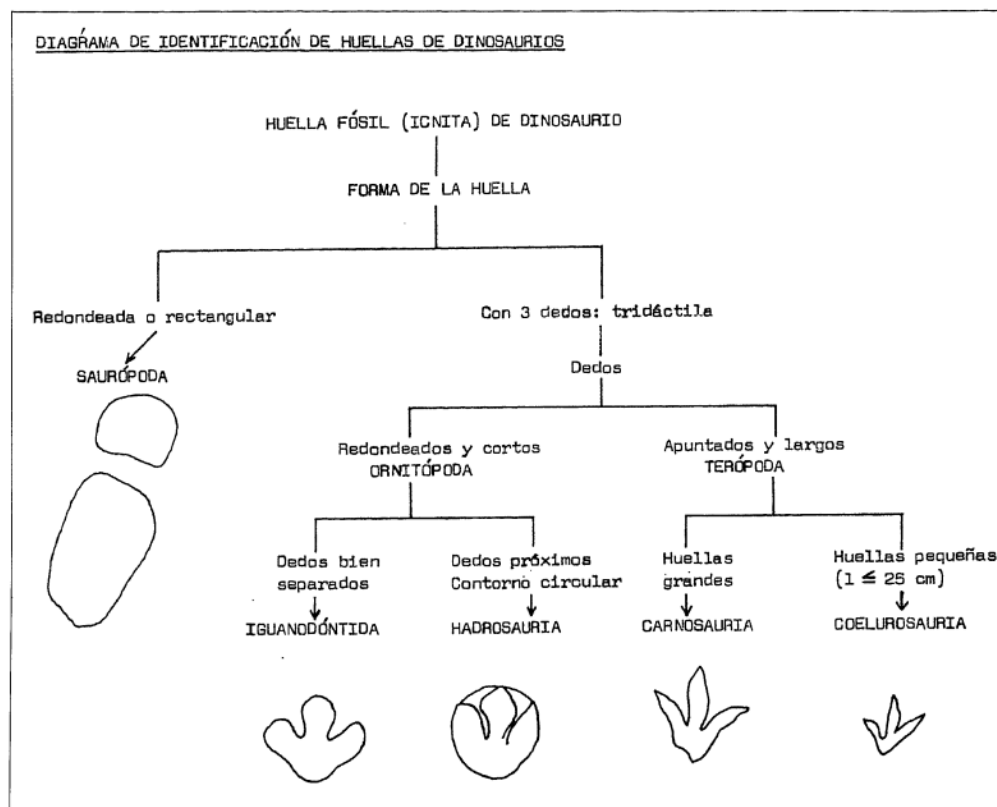 DIAGRAMA DE IDENTIFICACIÓN DE HUELLAS DE DINOSAURIOS
HUELLA FÓSIL (ICNITA) DE DINOSAURIO
FORMA DE LA HUELLA
Redondeada o rectangular
SAURÓPODA
Con 3 dedos: tridáctila
Dedos
Redondeados y cortos
ORNITÓPODA
Apuntados y largos
TERÓPODA
Dedos bien
separados
IGUANODÓNTIDA
Dedos próximos
Contorno circular
HADROSAURIA
Huellas
grandes
CARNOSAURIA
Huellas pequeñas
(l ≤ 25 cm)
COELUROSAURIA